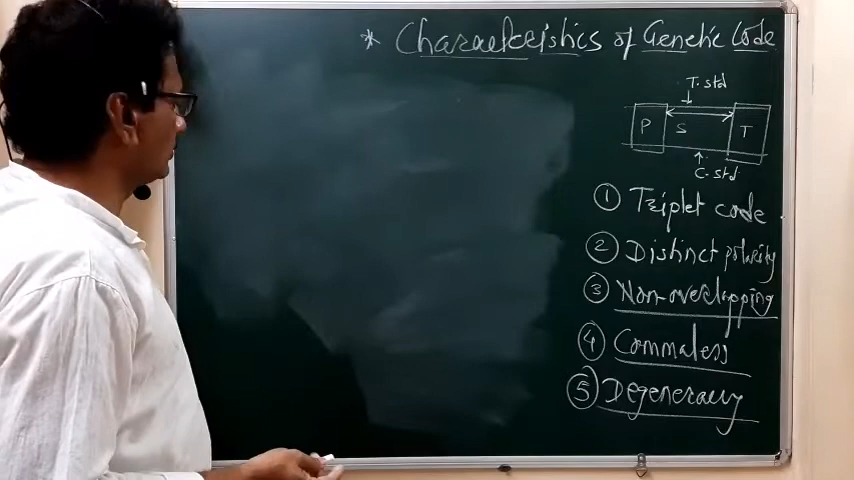 * Characteristics of Genetic Code
T. std
P S T
C. std
① Triplet code
② Distinct polarity
③ Non-overlapping
④ Commaless
⑤ Degeneracy